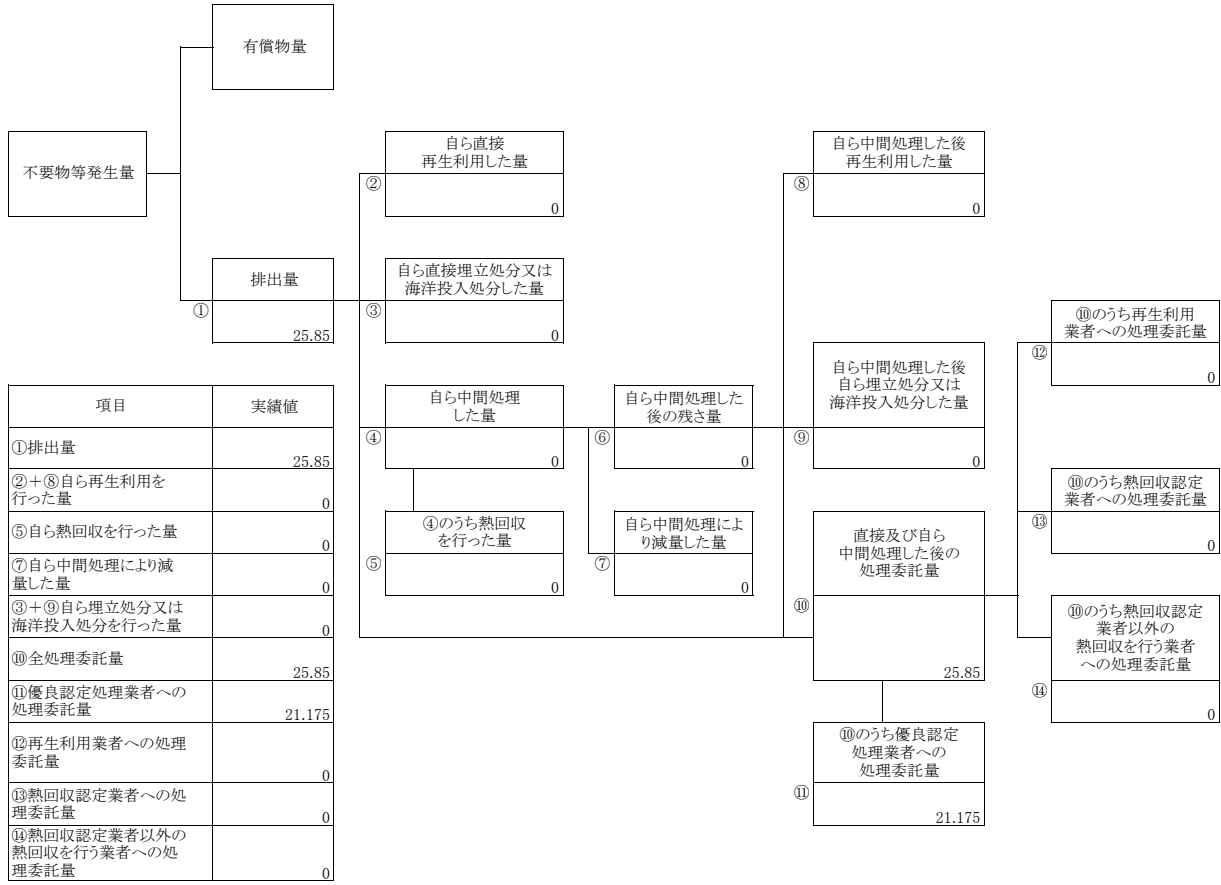 有償物量
不要物等発生量
自ら直接
再生利用した量
②
0
自ら中間処理した後
再生利用した量
⑧
0
排出量
①
25.85
自ら直接埋立処分又は
海洋投入処分した量
③
0
自ら中間処理
した量
④
0
自ら中間処理した
後の残さ量
⑥
0
自ら中間処理した後
自ら埋立処分又は
海洋投入処分した量
⑨
0
⑩のうち再生利用
業者への処理委託量
⑫
0
④のうち熱回収
を行った量
⑤
0
自ら中間処理によ
り減量した量
⑦
0
直接及び自ら
中間処理した後の
処理委託量
⑩
25.85
⑩のうち熱回収認定
業者への処理委託量
⑬
0
⑩のうち熱回収認定
業者以外の
熱回収を行う業者
への処理委託量
⑭
0
⑩のうち優良認定
処理業者への
処理委託量
⑪
21.175
項目 実績値
①排出量
25.85
②+⑧自ら再生利用を
行った量
0
⑤自ら熱回収を行った量
0
⑦自ら中間処理により減
量した量
0
③+⑨自ら埋立処分又は
海洋投入処分を行った量
0
⑩全処理委託量
25.85
⑪優良認定処理業者への
処理委託量
21.175
⑫再生利用業者への処理
委託量
0
⑬熱回収認定業者への処
理委託量
0
⑭熱回収認定業者以外の
熱回収を行う業者への処
理委託量
0